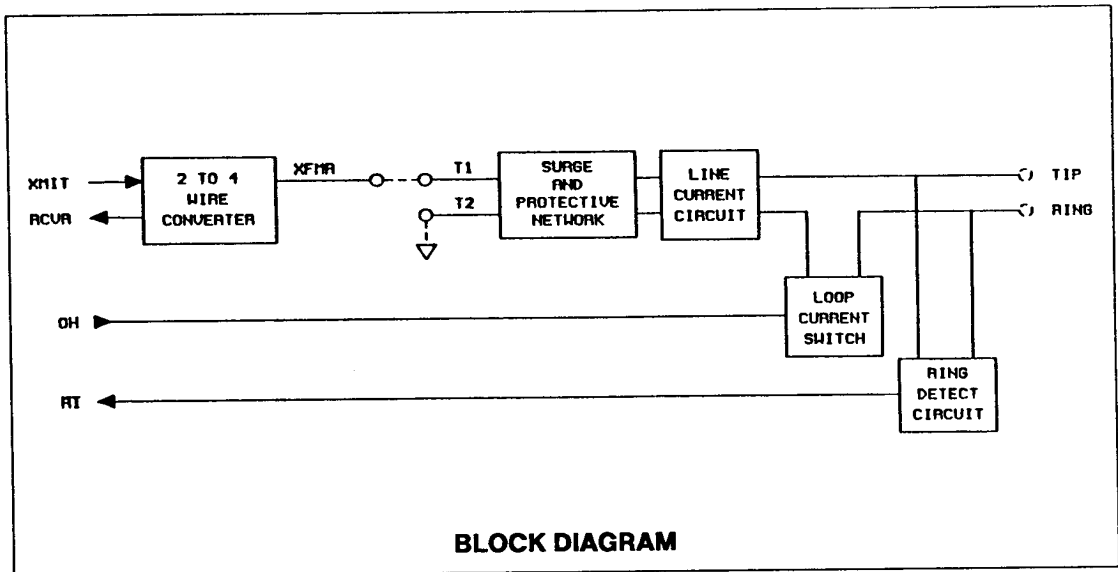 XMIT
RCVR
2 TO 4
WIRE
CONVERTER
XFMR
T1
T2
SURGE
AND
PROTECTIVE
NETWORK
LINE
CURRENT
CIRCUIT
TIP
RING
OH
LOOP
CURRENT
SWITCH
RI
RING
DETECT
CIRCUIT
BLOCK DIAGRAM